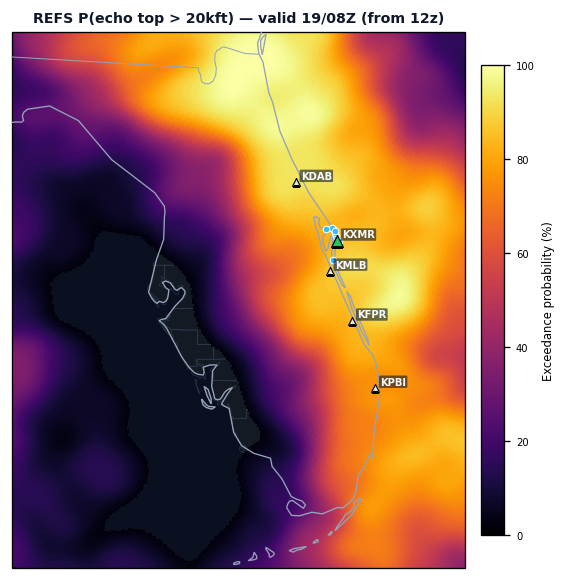 REFS P(echo top > 20kft) — valid 19/08Z (from 12z)
KDAB
KXMR
KMLB
KFPR
KPBI
100
80
60
40
20
0
Exceedance probability (%)